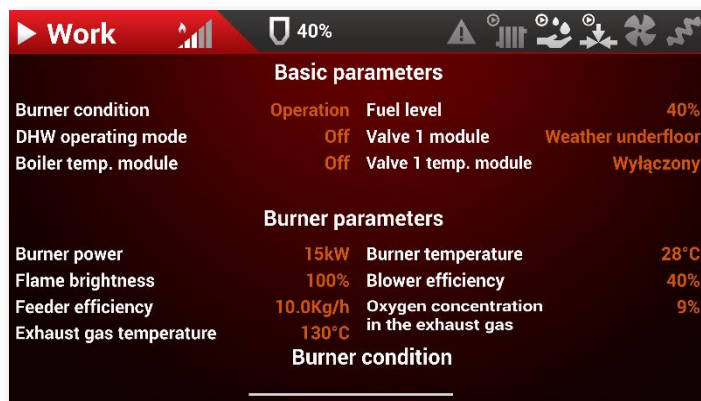 Work
40%
Basic parameters
Burner condition Operation Fuel level 40%
DHW operating mode Off Valve 1 module Weather underfloor
Boiler temp. module Off Valve 1 temp. module Wyłączony
Burner parameters
Burner power 15kW Burner temperature 28°C
Flame brightness 100% Blower efficiency 40%
Feeder efficiency 10.0Kg/h Oxygen concentration 9%
in the exhaust gas
Exhaust gas temperature 130°C
Burner condition